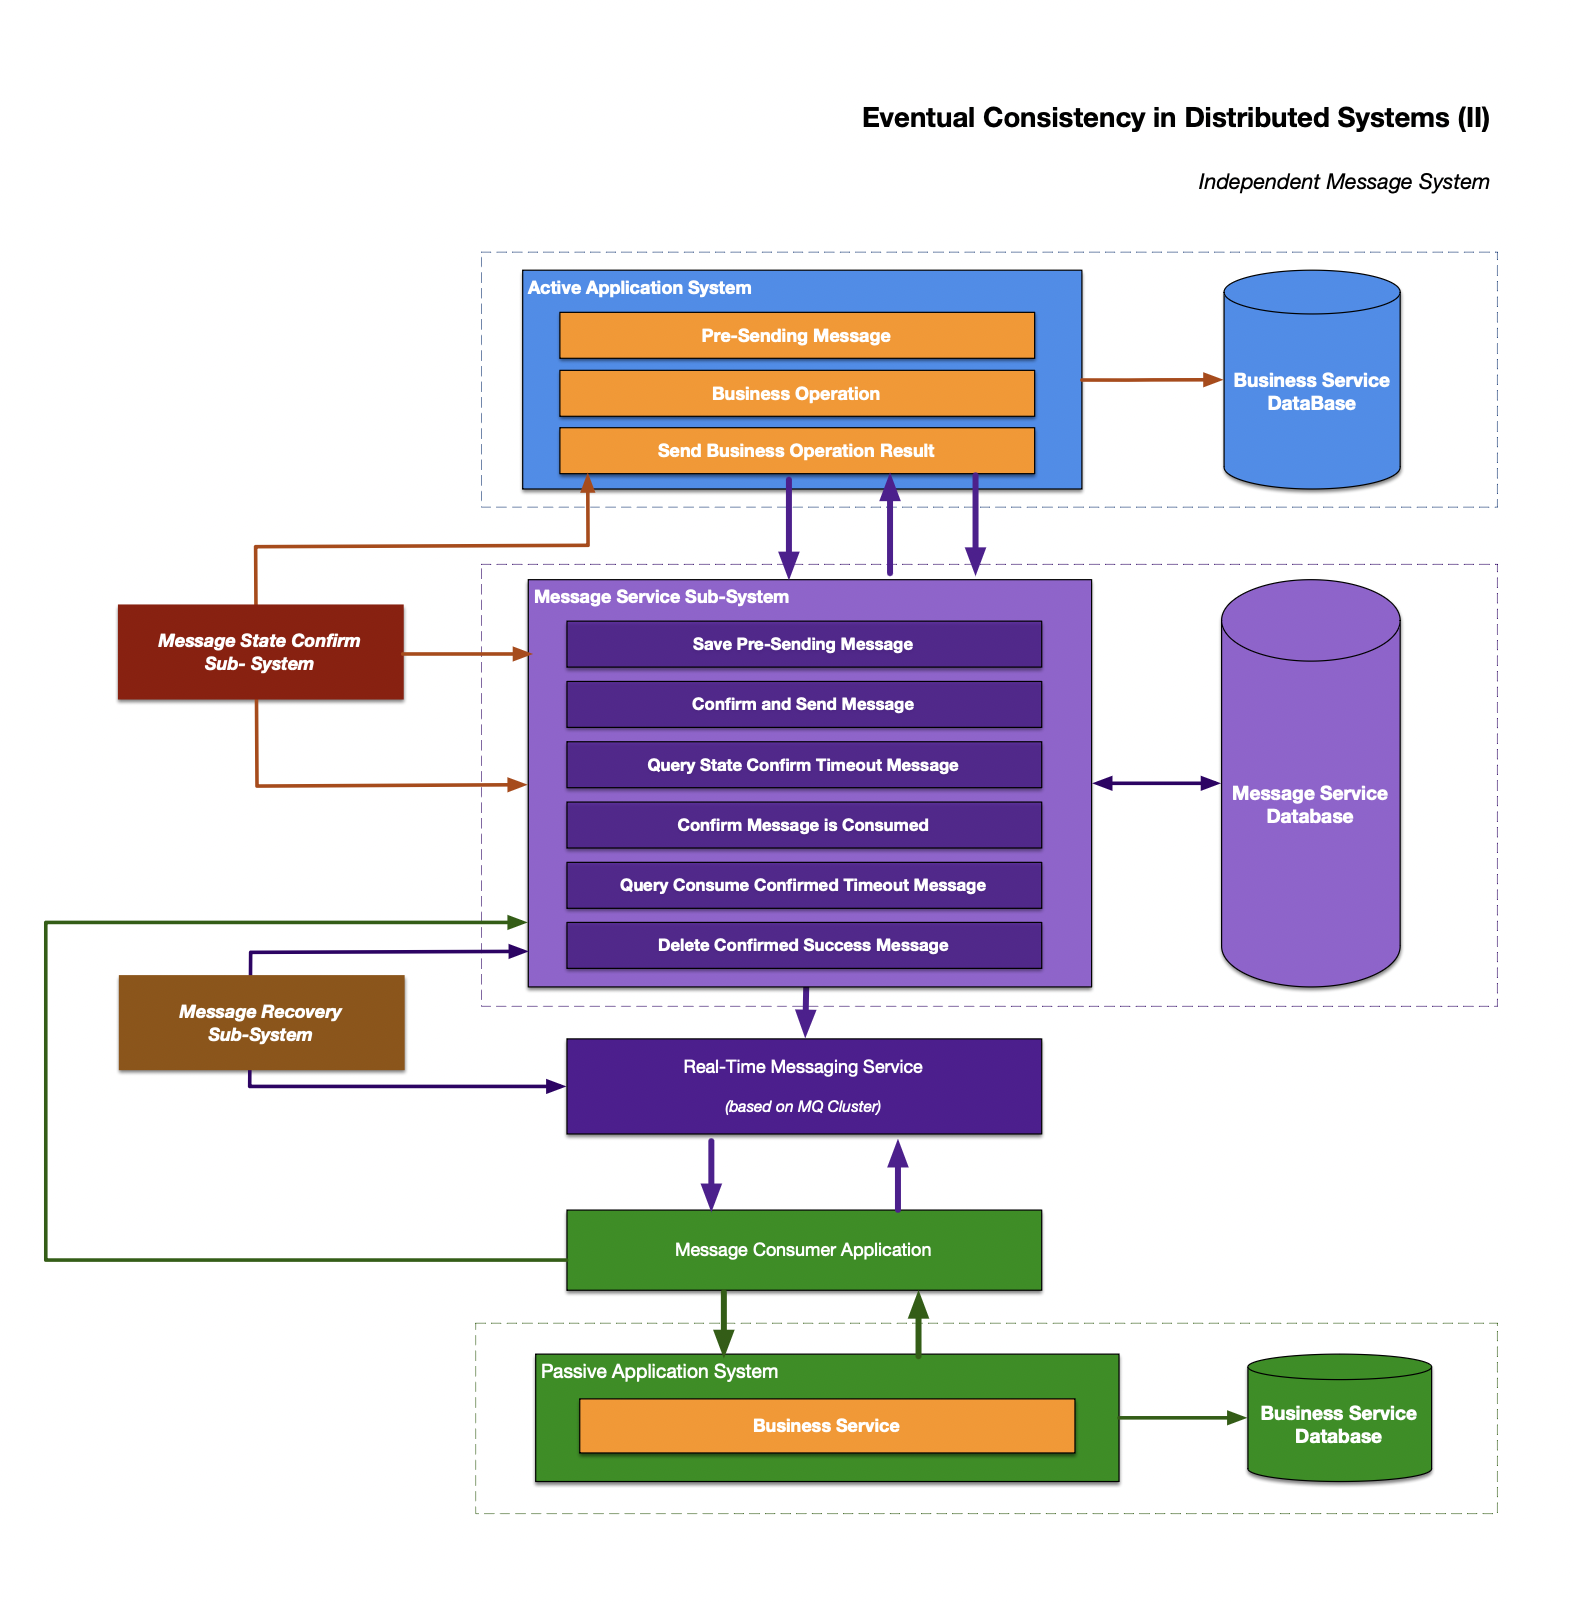 Eventual Consistency in Distributed Systems (II)
Independent Message System
Active Application System
Pre-Sending Message
Business Operation
Send Business Operation Result
Business Service
DataBase
Message State Confirm
Sub- System
Message Service Sub-System
Save Pre-Sending Message
Confirm and Send Message
Query State Confirm Timeout Message
Confirm Message is Consumed
Query Consume Confirmed Timeout Message
Delete Confirmed Success Message
Message Service
Database
Message Recovery
Sub-System
Real-Time Messaging Service
(based on MQ Cluster)
Message Consumer Application
Passive Application System
Business Service
Business Service
Database